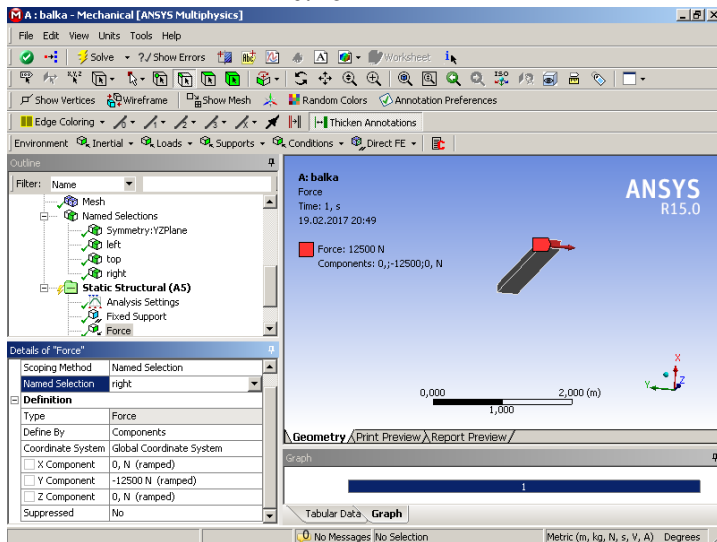 A : balka - Mechanical [ANSYS Multiphysics]
File Edit View Units Tools Help
Solve ?/ Show Errors Worksheet
Show Vertices Wireframe Show Mesh Random Colors Annotation Preferences
Edge Coloring Thicken Annotations
Environment Inertial Loads Supports Conditions Direct FE
Outline
Filter: Name
Mesh
Named Selections
Symmetry:YZPlane
left
top
right
Static Structural (A5)
Analysis Settings
Fixed Support
Force
Details of "Force"
Scoping Method Named Selection
Named Selection right
Definition
Type Force
Define By Components
Coordinate System Global Coordinate System
X Component 0, N (ramped)
Y Component -12500 N (ramped)
Z Component 0, N (ramped)
Suppressed No
A: balka
Force
Time: 1, s
19.02.2017 20:49
Force: 12500 N
Components: 0,;-12500;0, N
ANSYS
R15.0
X
Y
Z
0,000 2,000 (m)
1,000
Geometry Print Preview Report Preview
Graph
1
Tabular Data Graph
0 No Messages No Selection Metric (m, kg, N, s, V, A) Degrees